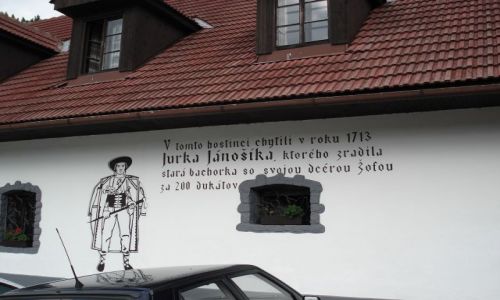 V tomto hostinci chytili v roku 1713
Jurka Jánošíka, ktorého zradila
stará bachorka so svojou dcérou Žofou
za 200 dukátov